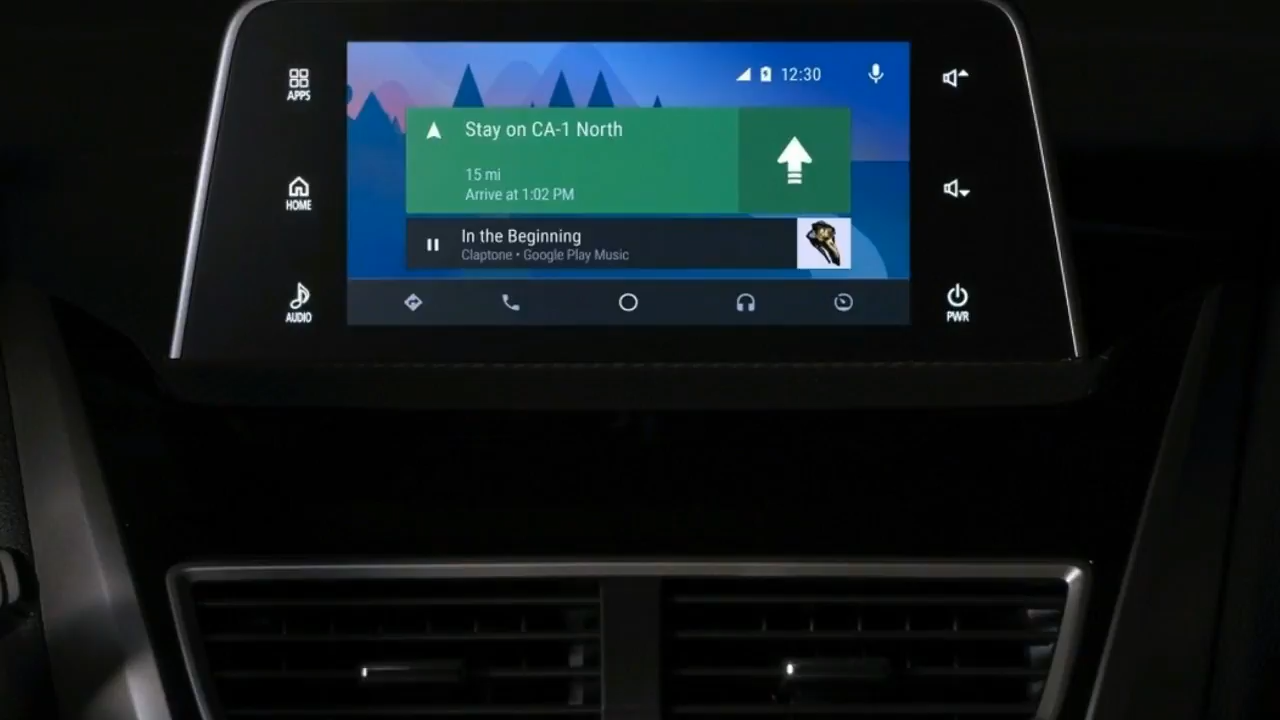 APPS
HOME
AUDIO
12:30
Stay on CA-1 North
15 mi
Arrive at 1:02 PM
In the Beginning
Claptone • Google Play Music
PWR